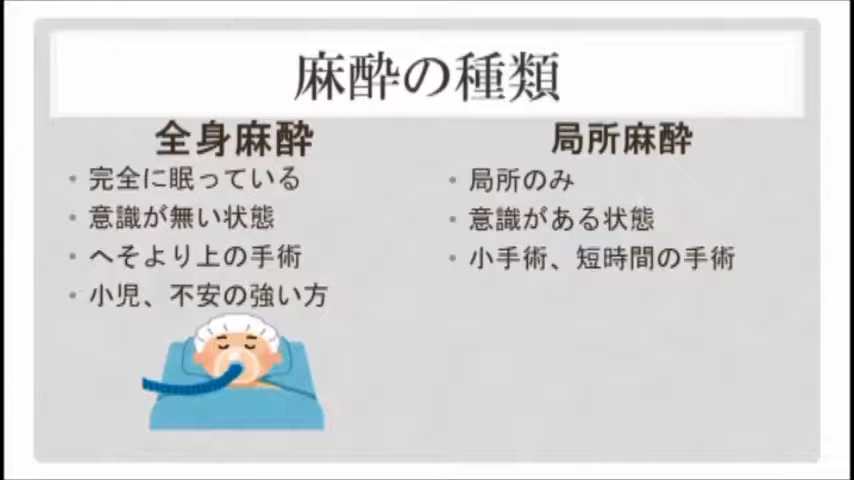 麻酔の種類
全身麻酔
• 完全に眠っている
• 意識が無い状態
• へそより上の手術
• 小児、不安の強い方
局所麻酔
• 局所のみ
• 意識がある状態
• 小手術、短時間の手術